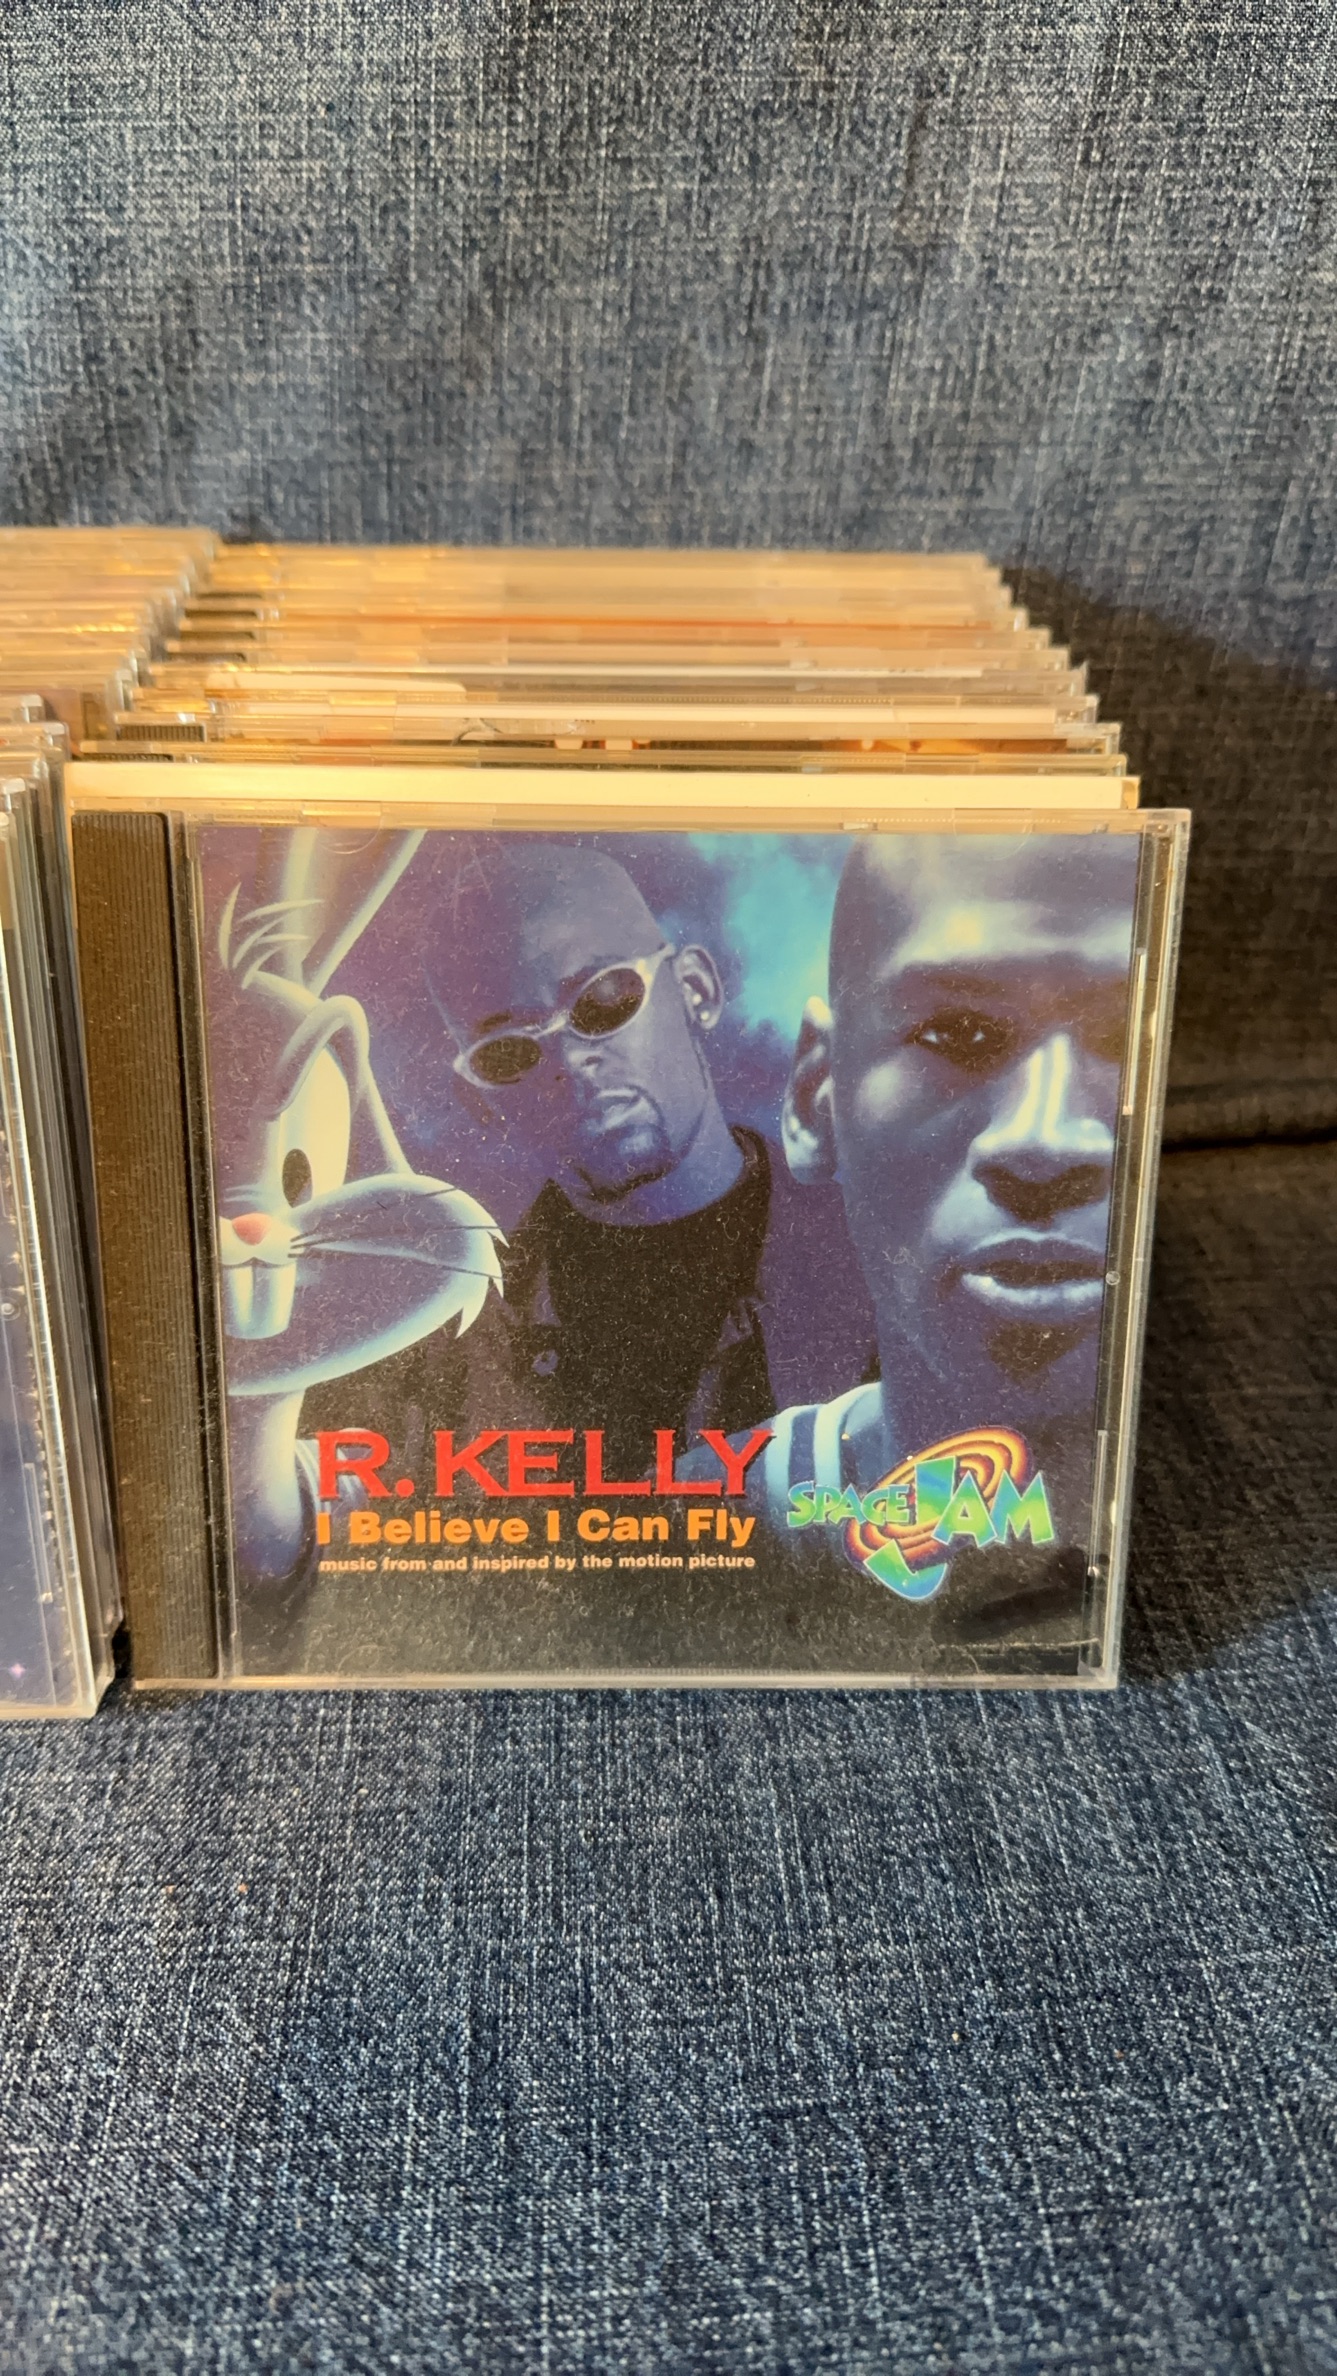 R. KELLY
I Believe I Can Fly
music from and inspired by the motion picture
SPACE JAM